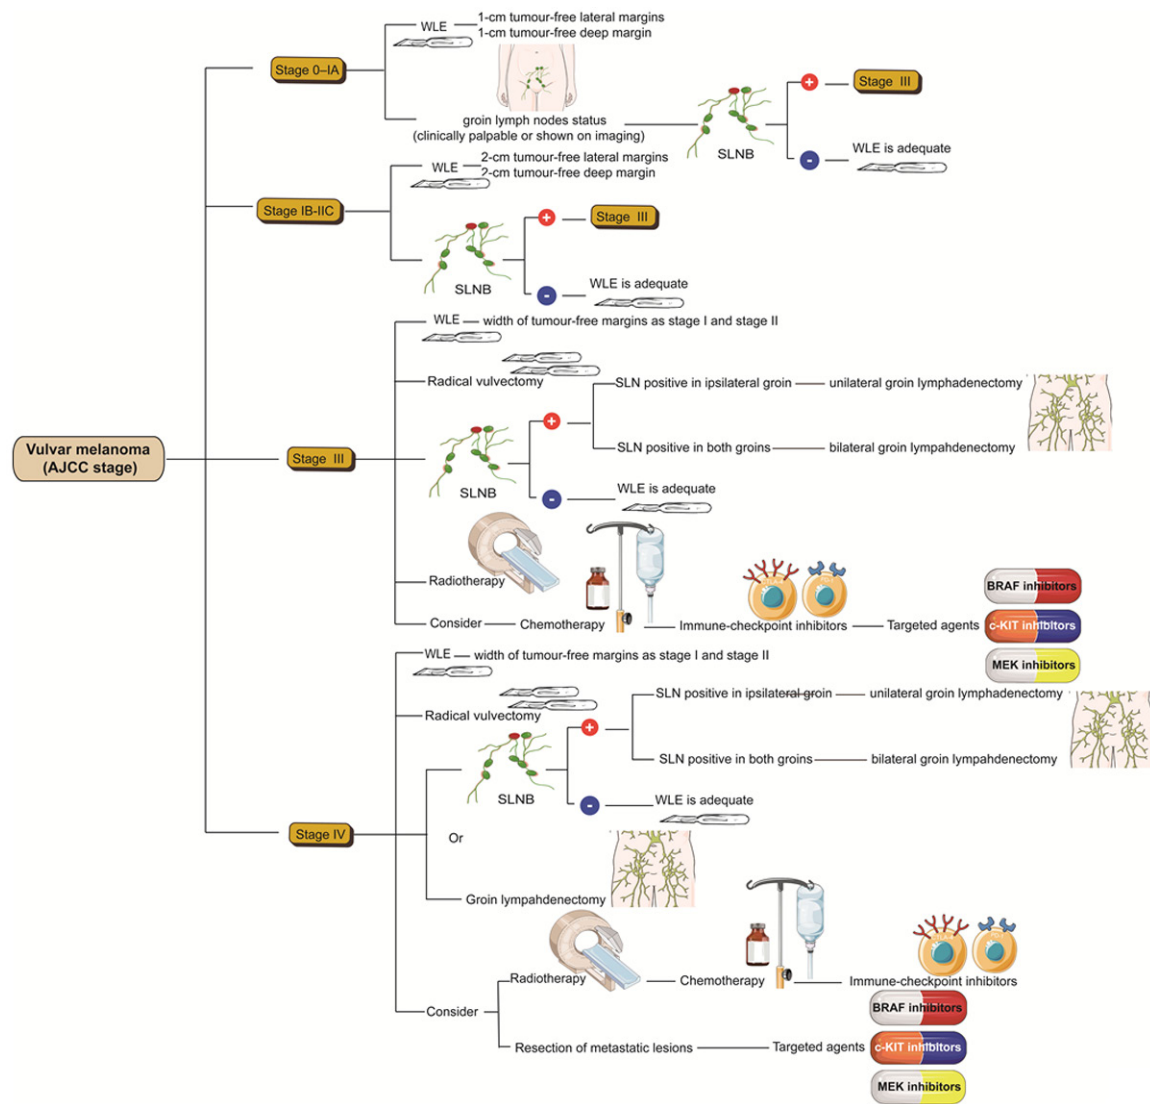 Vulvar melanoma
(AJCC stage)
Stage 0–IA
WLE
1-cm tumour-free lateral margins
1-cm tumour-free deep margin
groin lymph nodes status
(clinically palpable or shown on imaging)
SLNB
+
Stage III
-
WLE is adequate
Stage IB-IIC
WLE
2-cm tumour-free lateral margins
2-cm tumour-free deep margin
SLNB
+
Stage III
-
WLE is adequate
Stage III
WLE
width of tumour-free margins as stage I and stage II
Radical vulvectomy
SLNB
+
SLN positive in ipsilateral groin
unilateral groin lymphadenectomy
SLN positive in both groins
bilateral groin lympahdenectomy
-
WLE is adequate
Radiotherapy
Consider
Chemotherapy
Immune-checkpoint inhibitors
Targeted agents
BRAF inhibitors
c-KIT inhibitors
MEK inhibitors
Stage IV
WLE
width of tumour-free margins as stage I and stage II
Radical vulvectomy
SLNB
+
SLN positive in ipsilateral groin
unilateral groin lymphadenectomy
SLN positive in both groins
bilateral groin lympahdenectomy
-
WLE is adequate
Or
Groin lympahdenectomy
Consider
Radiotherapy
Chemotherapy
Immune-checkpoint inhibitors
Resection of metastatic lesions
Targeted agents
BRAF inhibitors
c-KIT inhibitors
MEK inhibitors